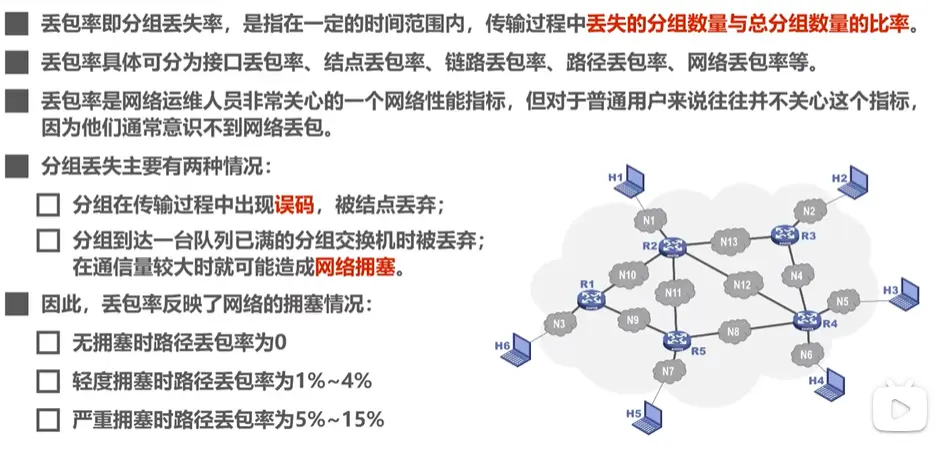 丢包率即分组丢失率，是指在一定的时间范围内，传输过程中丢失的分组数量与总分组数量的比率。
丢包率具体可分为接口丢包率、结点丢包率、链路丢包率、路径丢包率、网络丢包率等。
丢包率是网络运维人员非常关心的一个网络性能指标，但对于普通用户来说往往并不关心这个指标，
因为他们通常意识不到网络丢包。
分组丢失主要有两种情况：
分组在传输过程中出现误码，被结点丢弃；
分组到达一台队列已满的分组交换机时被丢弃；
在通信量较大时就可能造成网络拥塞。
因此，丢包率反映了网络的拥塞情况：
无拥塞时路径丢包率为0
轻度拥塞时路径丢包率为1%~4%
严重拥塞时路径丢包率为5%~15%
H1
H2
N1
N2
R2
N13
R3
N10
N4
R1
N11
N12
H3
N5
N3
N9
R4
H6
N8
R5
N6
N7
H4
H5